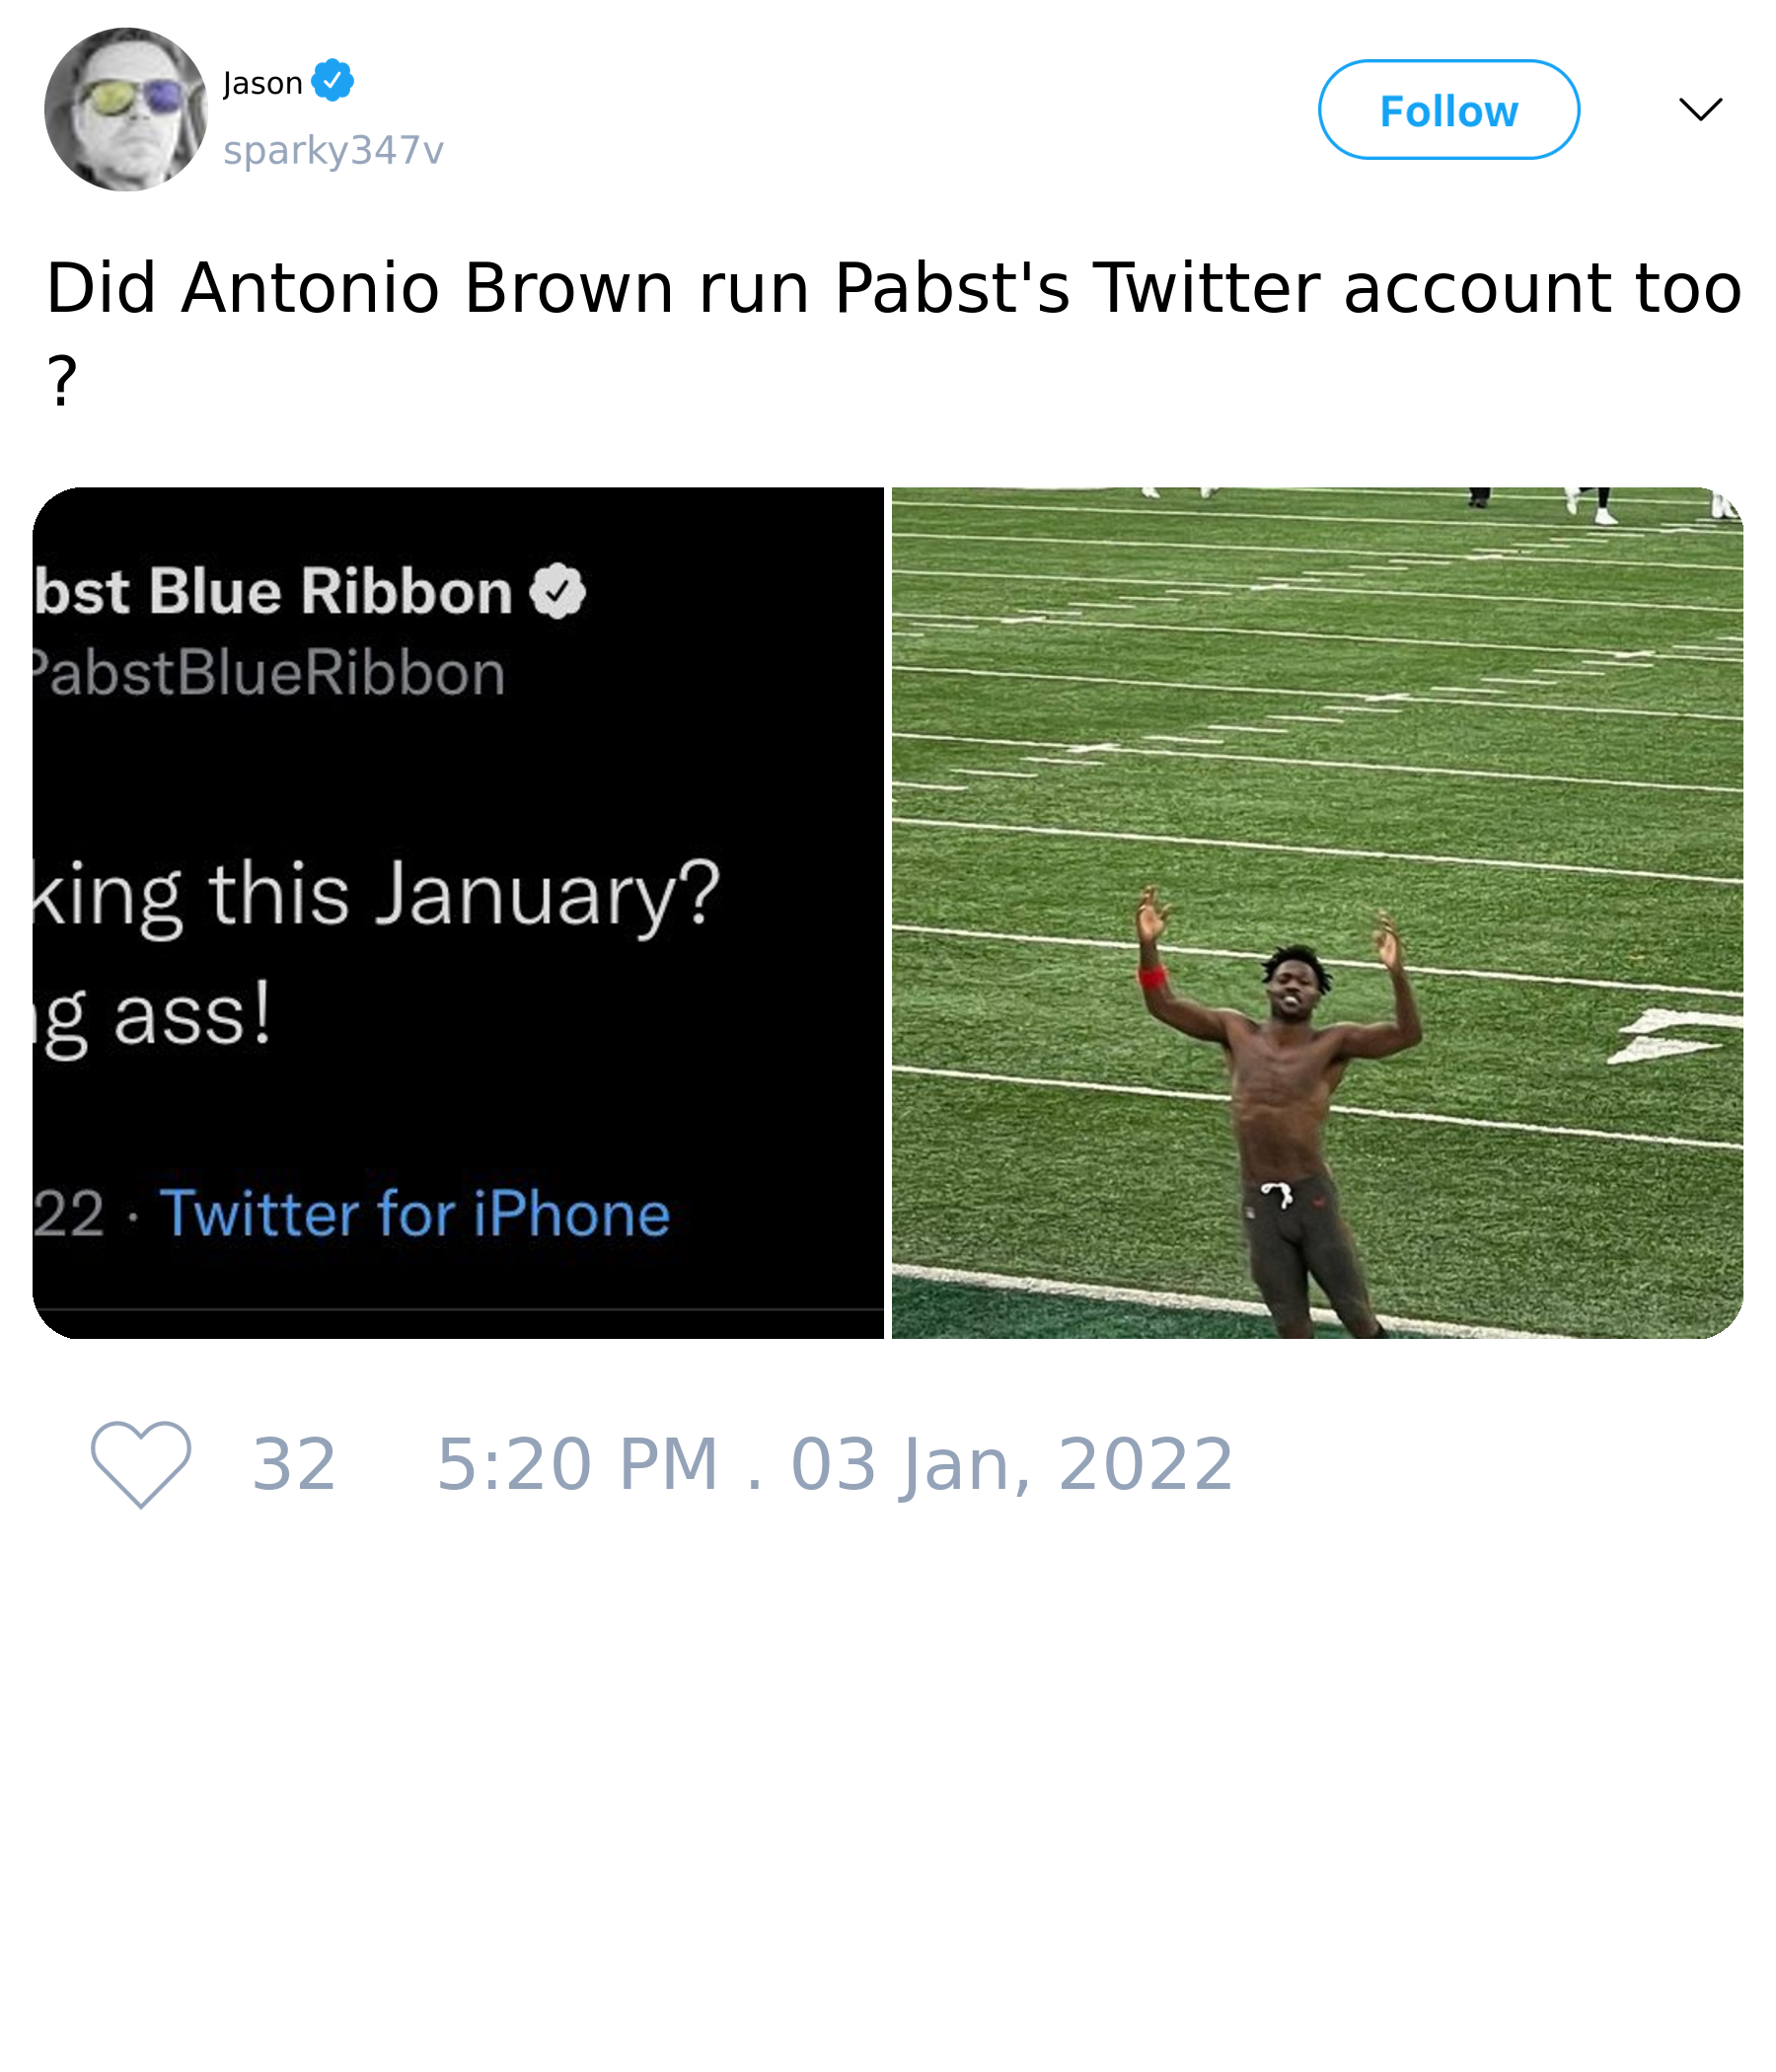 Jason
sparky347v
Follow
Did Antonio Brown run Pabst's Twitter account too
?
bst Blue Ribbon
PabstBlueRibbon
king this January?
g ass!
22 · Twitter for iPhone
32 5:20 PM . 03 Jan, 2022